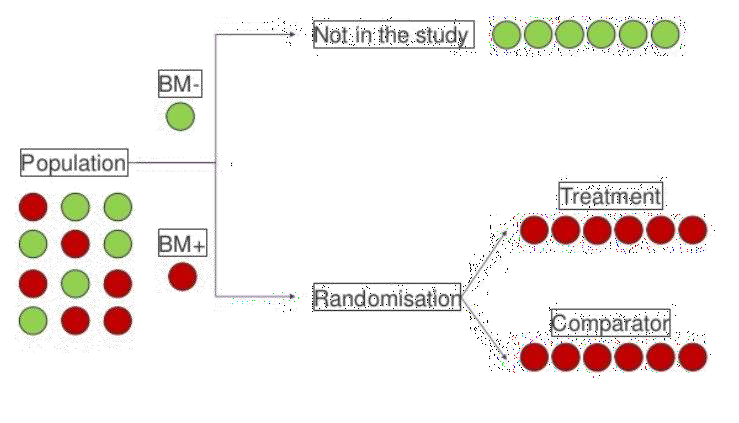 Not in the study
BM-
Population
Treatment
BM+
Randomisation
Comparator